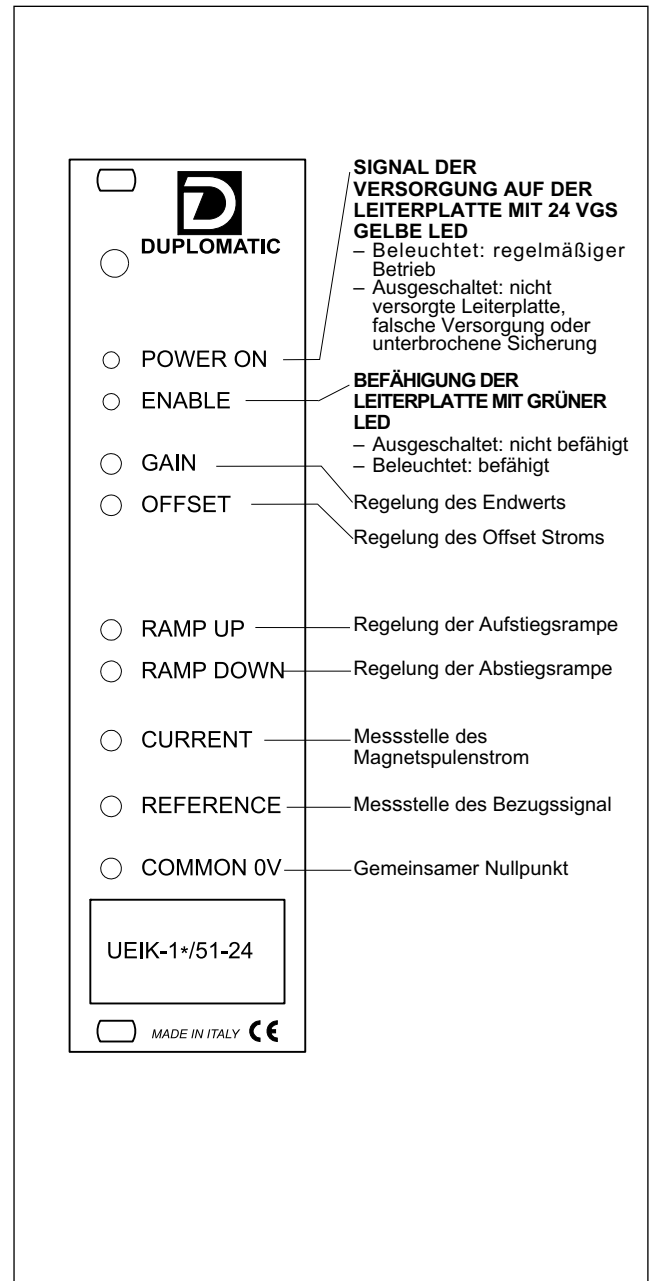 DUPLOMATIC
POWER ON
ENABLE
GAIN
OFFSET
RAMP UP
RAMP DOWN
CURRENT
REFERENCE
COMMON 0V
UEIK-1*/51-24
MADE IN ITALY CE
SIGNAL DER
VERSORGUNG AUF DER
LEITERPLATTE MIT 24 VGS
GELBE LED
– Beleuchtet: regelmäßiger
Betrieb
– Ausgeschaltet: nicht
versorgte Leiterplatte,
falsche Versorgung oder
unterbrochene Sicherung
BEFÄHIGUNG DER
LEITERPLATTE MIT GRÜNER
LED
– Ausgeschaltet: nicht befähigt
– Beleuchtet: befähigt
Regelung des Endwerts
Regelung des Offset Stroms
Regelung der Aufstiegsrampe
Regelung der Abstiegsrampe
Messstelle des
Magnetspulenstrom
Messstelle des Bezugssignal
Gemeinsamer Nullpunkt